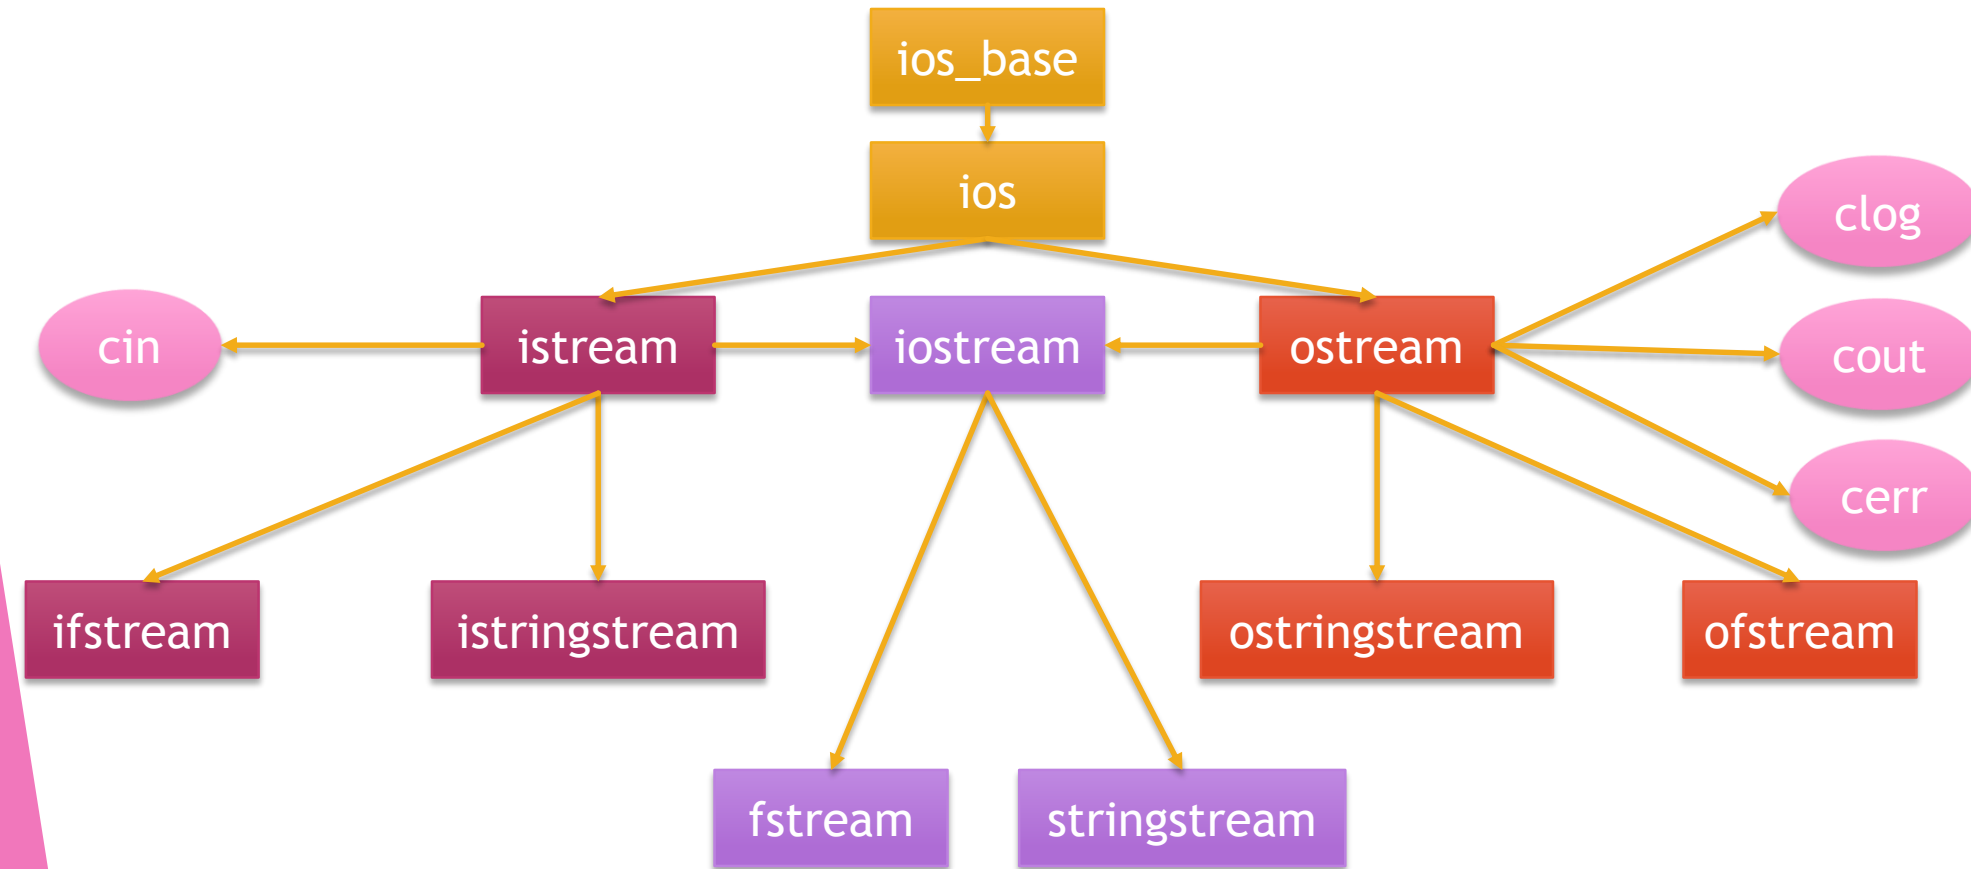 ios_base
ios
clog
cin
istream
iostream
ostream
cout
cerr
ifstream
istringstream
ostringstream
ofstream
fstream
stringstream